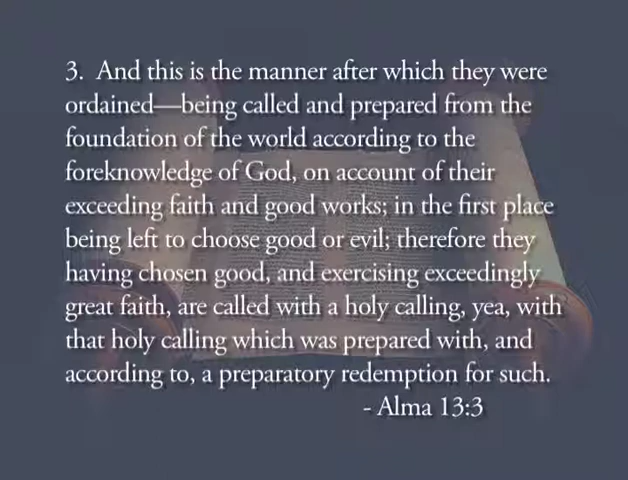 3.  And this is the manner after which they were
ordained—being called and prepared from the
foundation of the world according to the
foreknowledge of God, on account of their
exceeding faith and good works; in the first place
being left to choose good or evil; therefore they
having chosen good, and exercising exceedingly
great faith, are called with a holy calling, yea, with
that holy calling which was prepared with, and
according to, a preparatory redemption for such.
- Alma 13:3